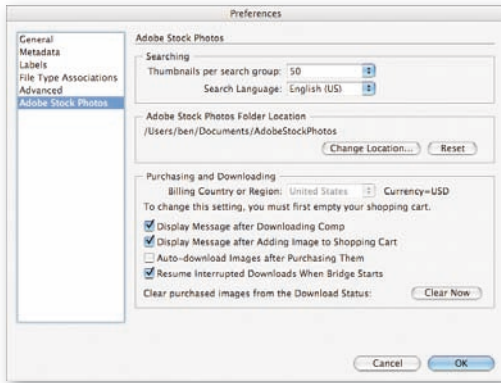 Preferences
General
Metadata
Labels
File Type Associations
Advanced
Adobe Stock Photos
Adobe Stock Photos
Searching
Thumbnails per search group: 50
Search Language: English (US)
Adobe Stock Photos Folder Location
/Users/ben/Documents/AdobeStockPhotos
Change Location... Reset
Purchasing and Downloading
Billing Country or Region: United States Currency=USD
To change this setting, you must first empty your shopping cart.
Display Message after Downloading Comp
Display Message after Adding Image to Shopping Cart
Auto-download Images after Purchasing Them
Resume Interrupted Downloads When Bridge Starts
Clear purchased images from the Download Status: Clear Now
Cancel OK